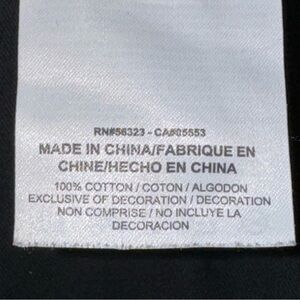 RN#56323 - CA#05553
MADE IN CHINA/FABRIQUE EN
CHINE/HECHO EN CHINA
100% COTTON / COTON / ALGODON
EXCLUSIVE OF DECORATION / DECORATION
NON COMPRISE / NO INCLUYE LA
DECORACION